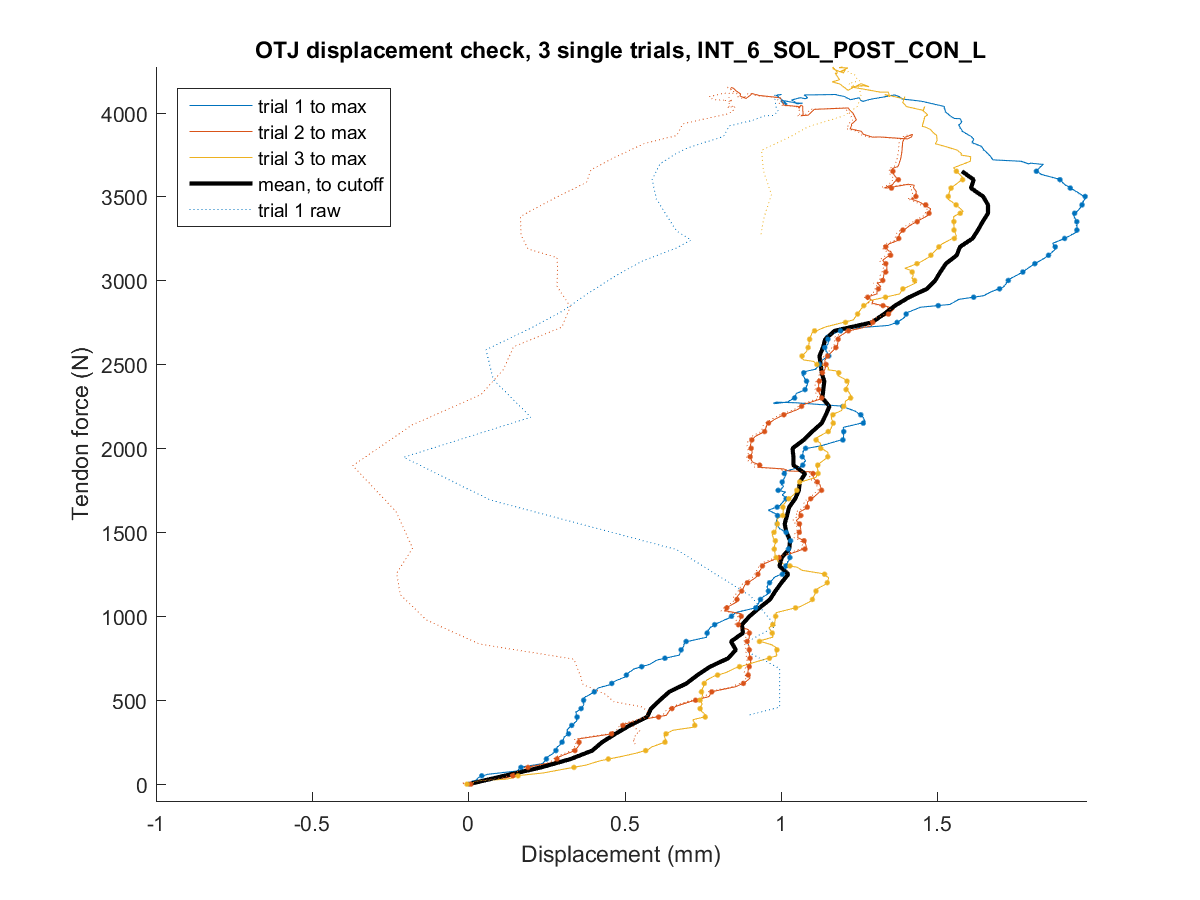 OTJ displacement check, 3 single trials, INT_6_SOL_POST_CON_L
trial 1 to max
trial 2 to max
trial 3 to max
mean, to cutoff
trial 1 raw
4000
3500
3000
2500
2000
1500
1000
500
0
Tendon force (N)
-1
-0.5
0
0.5
1
1.5
Displacement (mm)